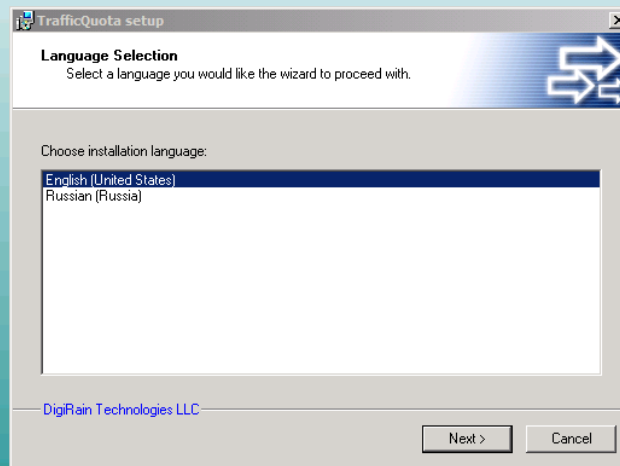 TrafficQuota setup
Language Selection
Select a language you would like the wizard to proceed with.
Choose installation language:
English (United States)
Russian (Russia)
DigiRain Technologies LLC
Next >
Cancel